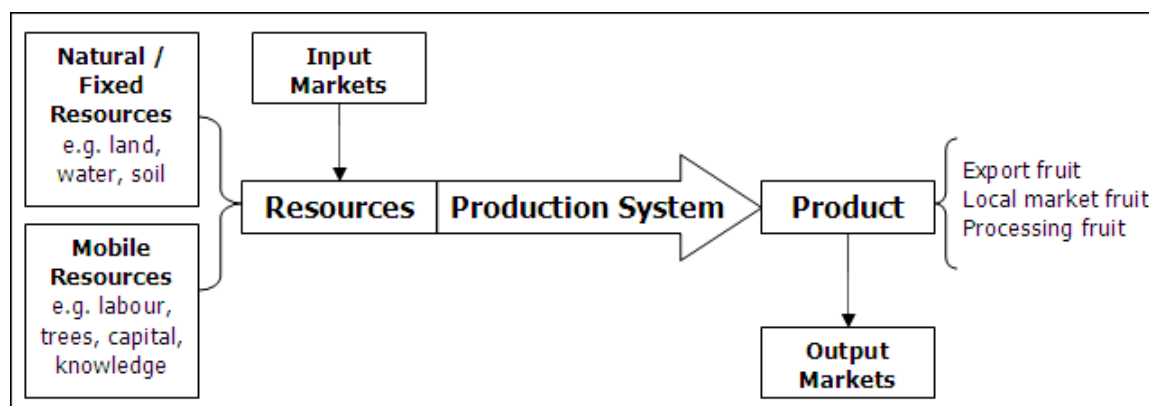 Natural /
Fixed
Resources
e.g. land,
water, soil
Input
Markets
Mobile
Resources
e.g. labour,
trees, capital,
knowledge
Resources
Production System
Product
Export fruit
Local market fruit
Processing fruit
Output
Markets